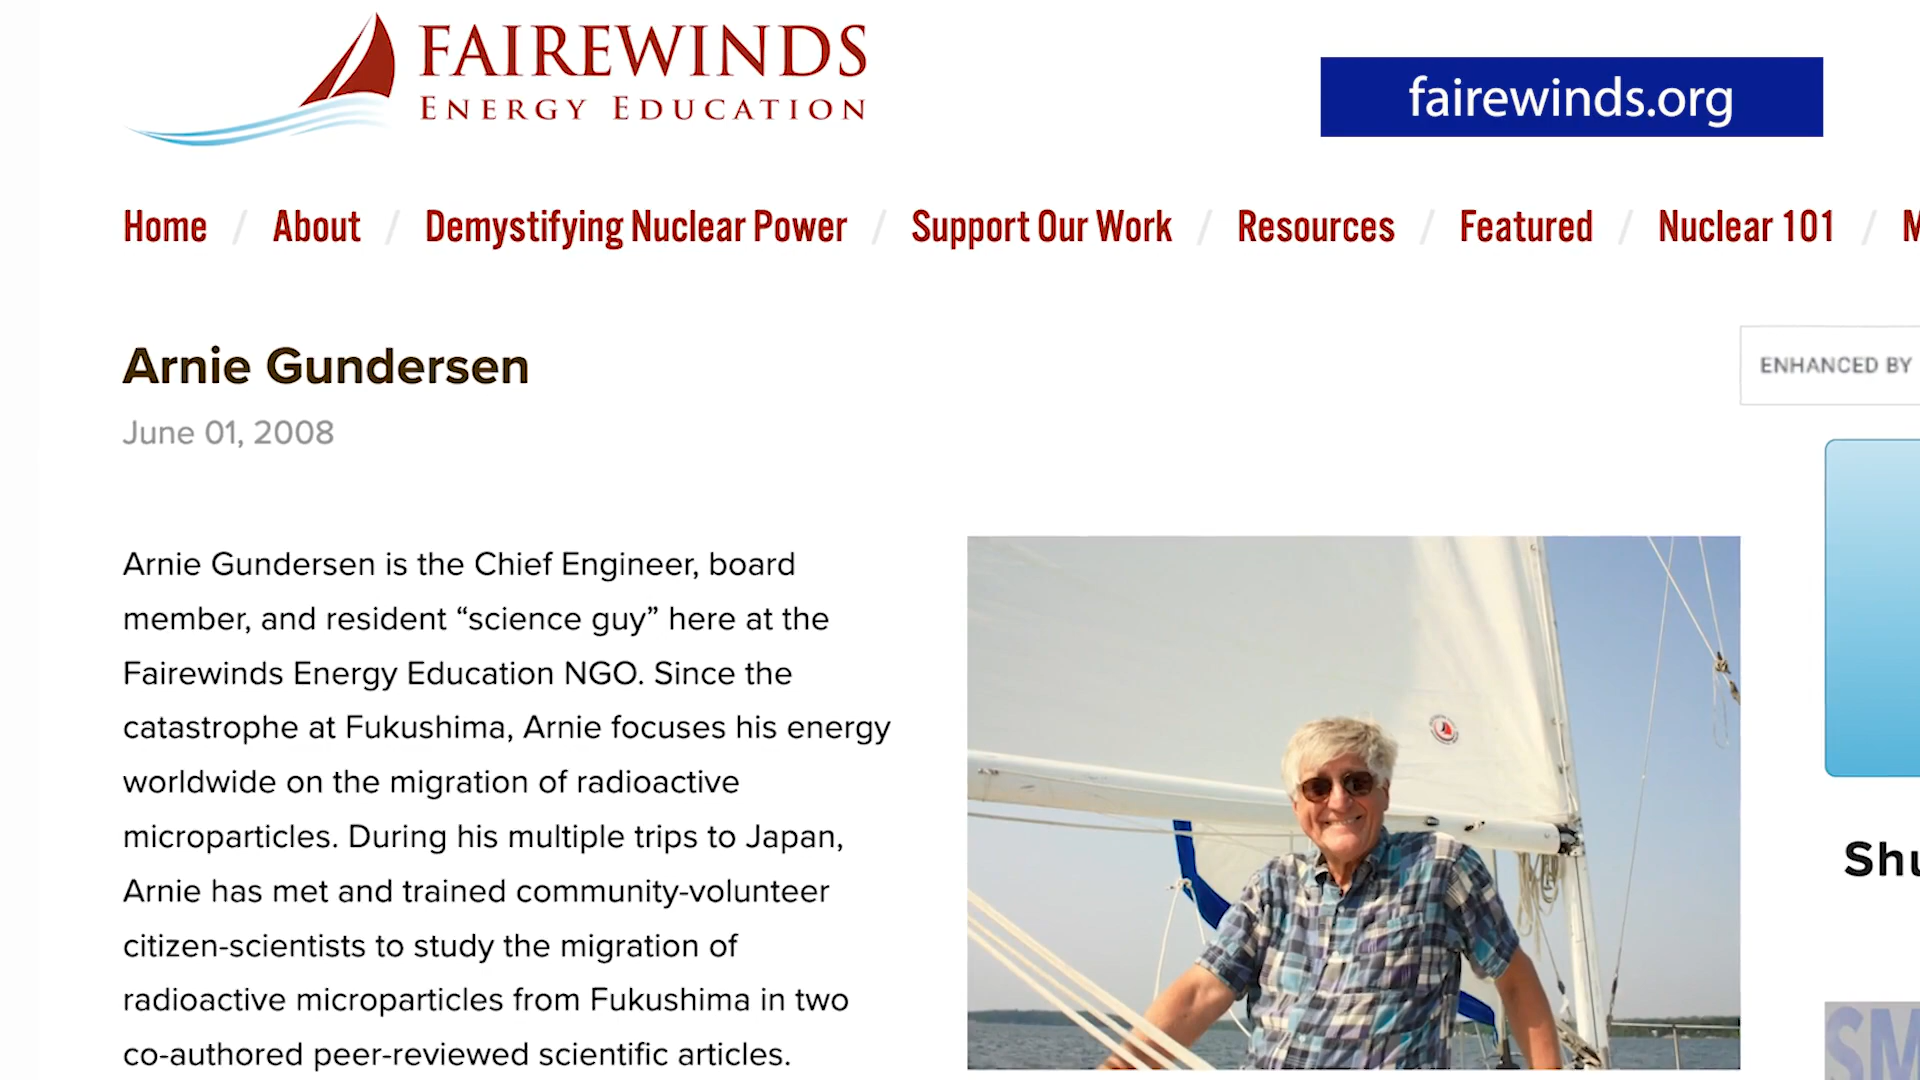 FAIREWINDS
ENERGY EDUCATION
fairewinds.org
Home / About / Demystifying Nuclear Power / Support Our Work / Resources / Featured / Nuclear 101 / M
Arnie Gundersen
ENHANCED BY
June 01, 2008
Arnie Gundersen is the Chief Engineer, board
member, and resident “science guy” here at the
Fairewinds Energy Education NGO. Since the
catastrophe at Fukushima, Arnie focuses his energy
worldwide on the migration of radioactive
microparticles. During his multiple trips to Japan,
Arnie has met and trained community-volunteer
citizen-scientists to study the migration of
radioactive microparticles from Fukushima in two
co-authored peer-reviewed scientific articles.
Shu
SM